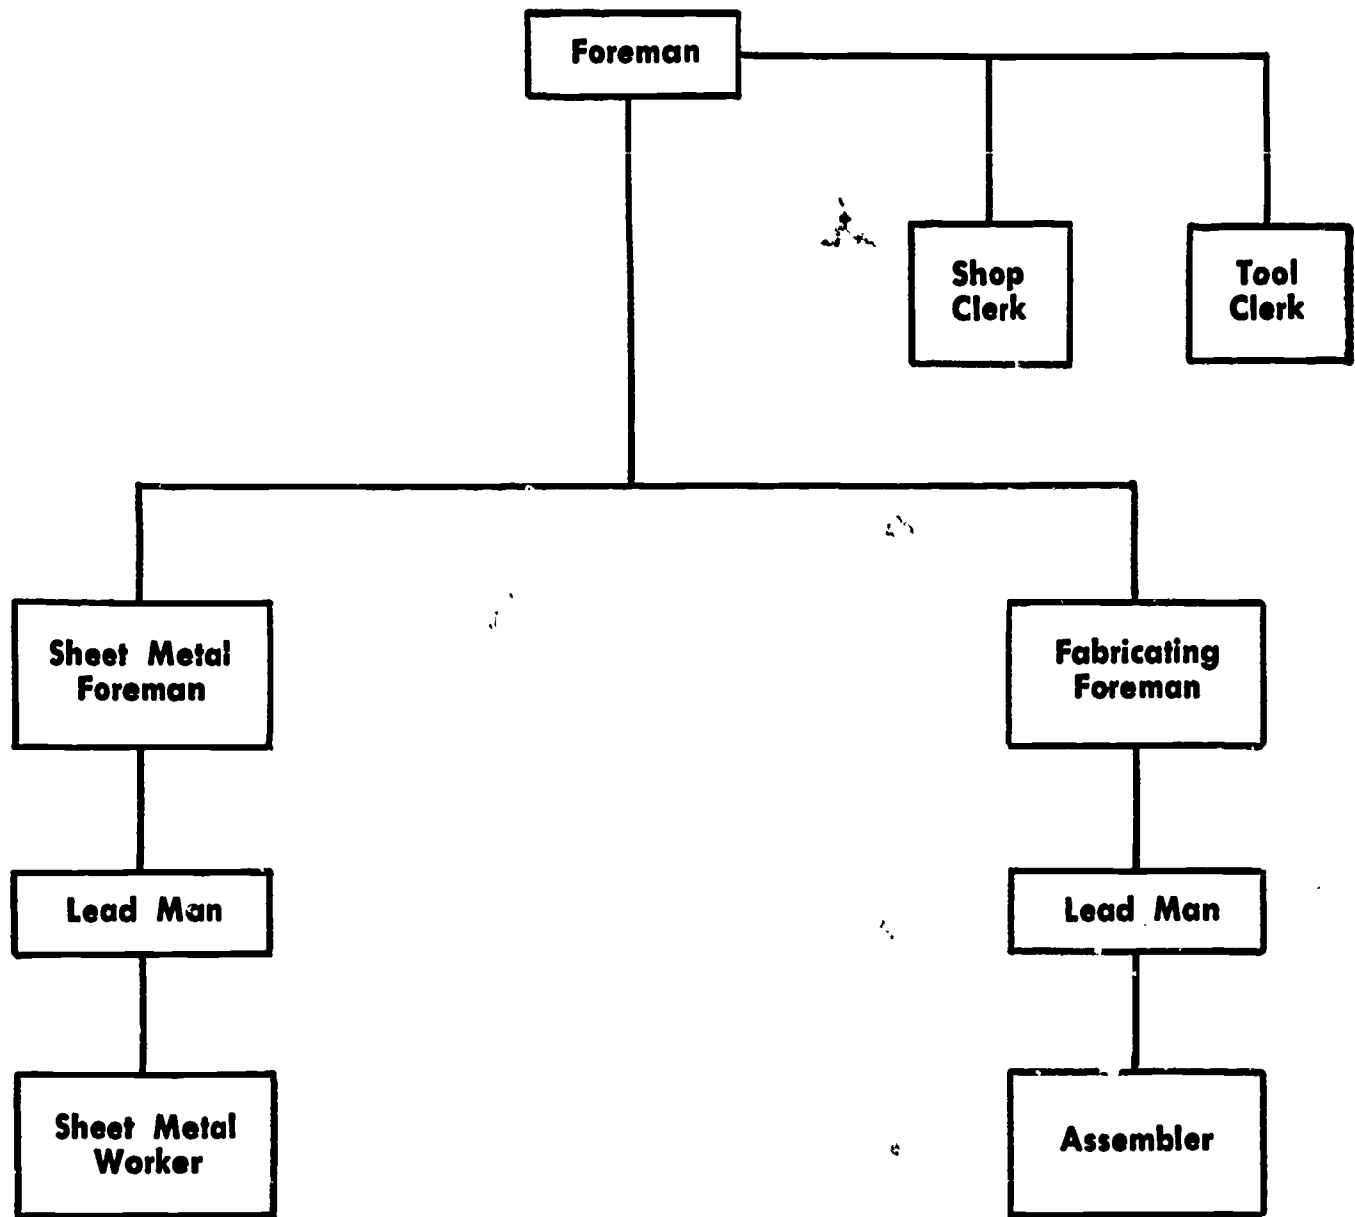 Foreman
Shop
Clerk
Tool
Clerk
Sheet Metal
Foreman
Fabricating
Foreman
Lead Man
Lead Man
Sheet Metal
Worker
Assembler